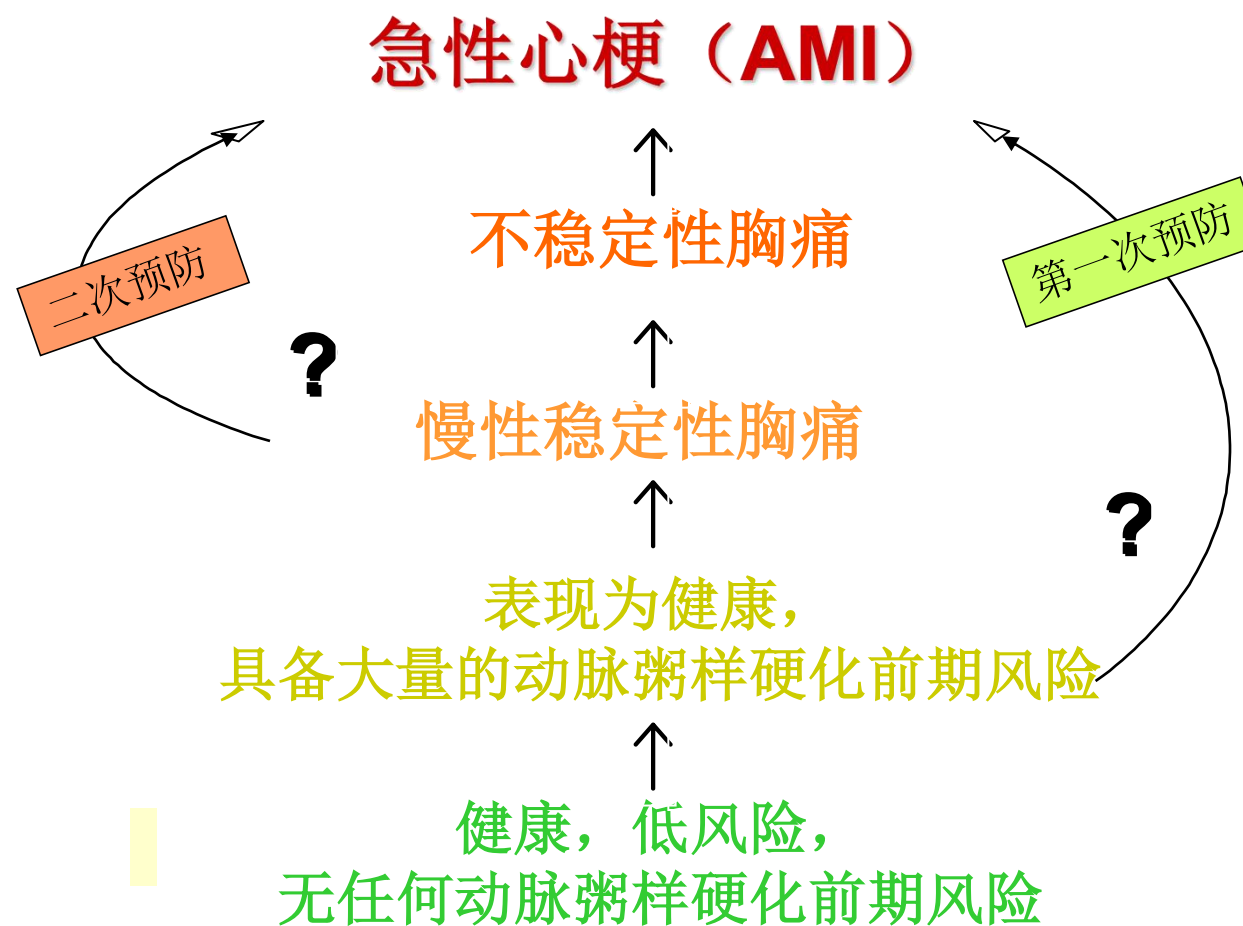 急性心梗（AMI）
不稳定性胸痛
第一次预防
二次预防
?
慢性稳定性胸痛
?
表现为健康，
具备大量的动脉粥样硬化前期风险
健康，低风险，
无任何动脉粥样硬化前期风险